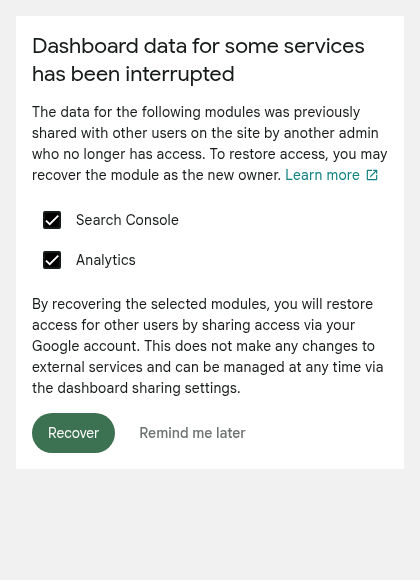 Dashboard data for some services
has been interrupted
The data for the following modules was previously
shared with other users on the site by another admin
who no longer has access. To restore access, you may
recover the module as the new owner. Learn more
Search Console
Analytics
By recovering the selected modules, you will restore
access for other users by sharing access via your
Google account. This does not make any changes to
external services and can be managed at any time via
the dashboard sharing settings.
Recover Remind me later